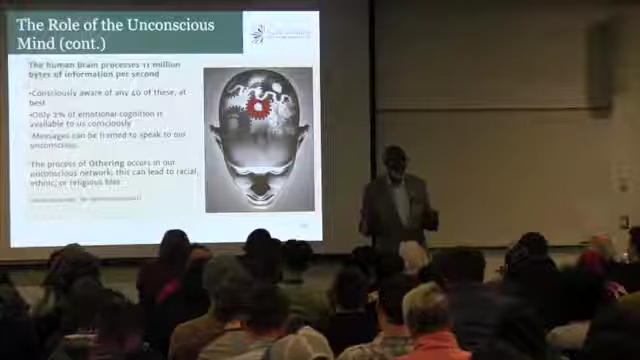 The Role of the Unconscious
Mind (cont.)
The human brain processes 11 million
bytes of information per second
•Consciously aware of any 40 of these, at
best
•Only 2% of emotional cognition is
available to us consciously
•Messages can be framed to speak to our
unconscious
The process of Othering occurs in our
unconscious network: this can lead to racial,
ethnic, or religious bias